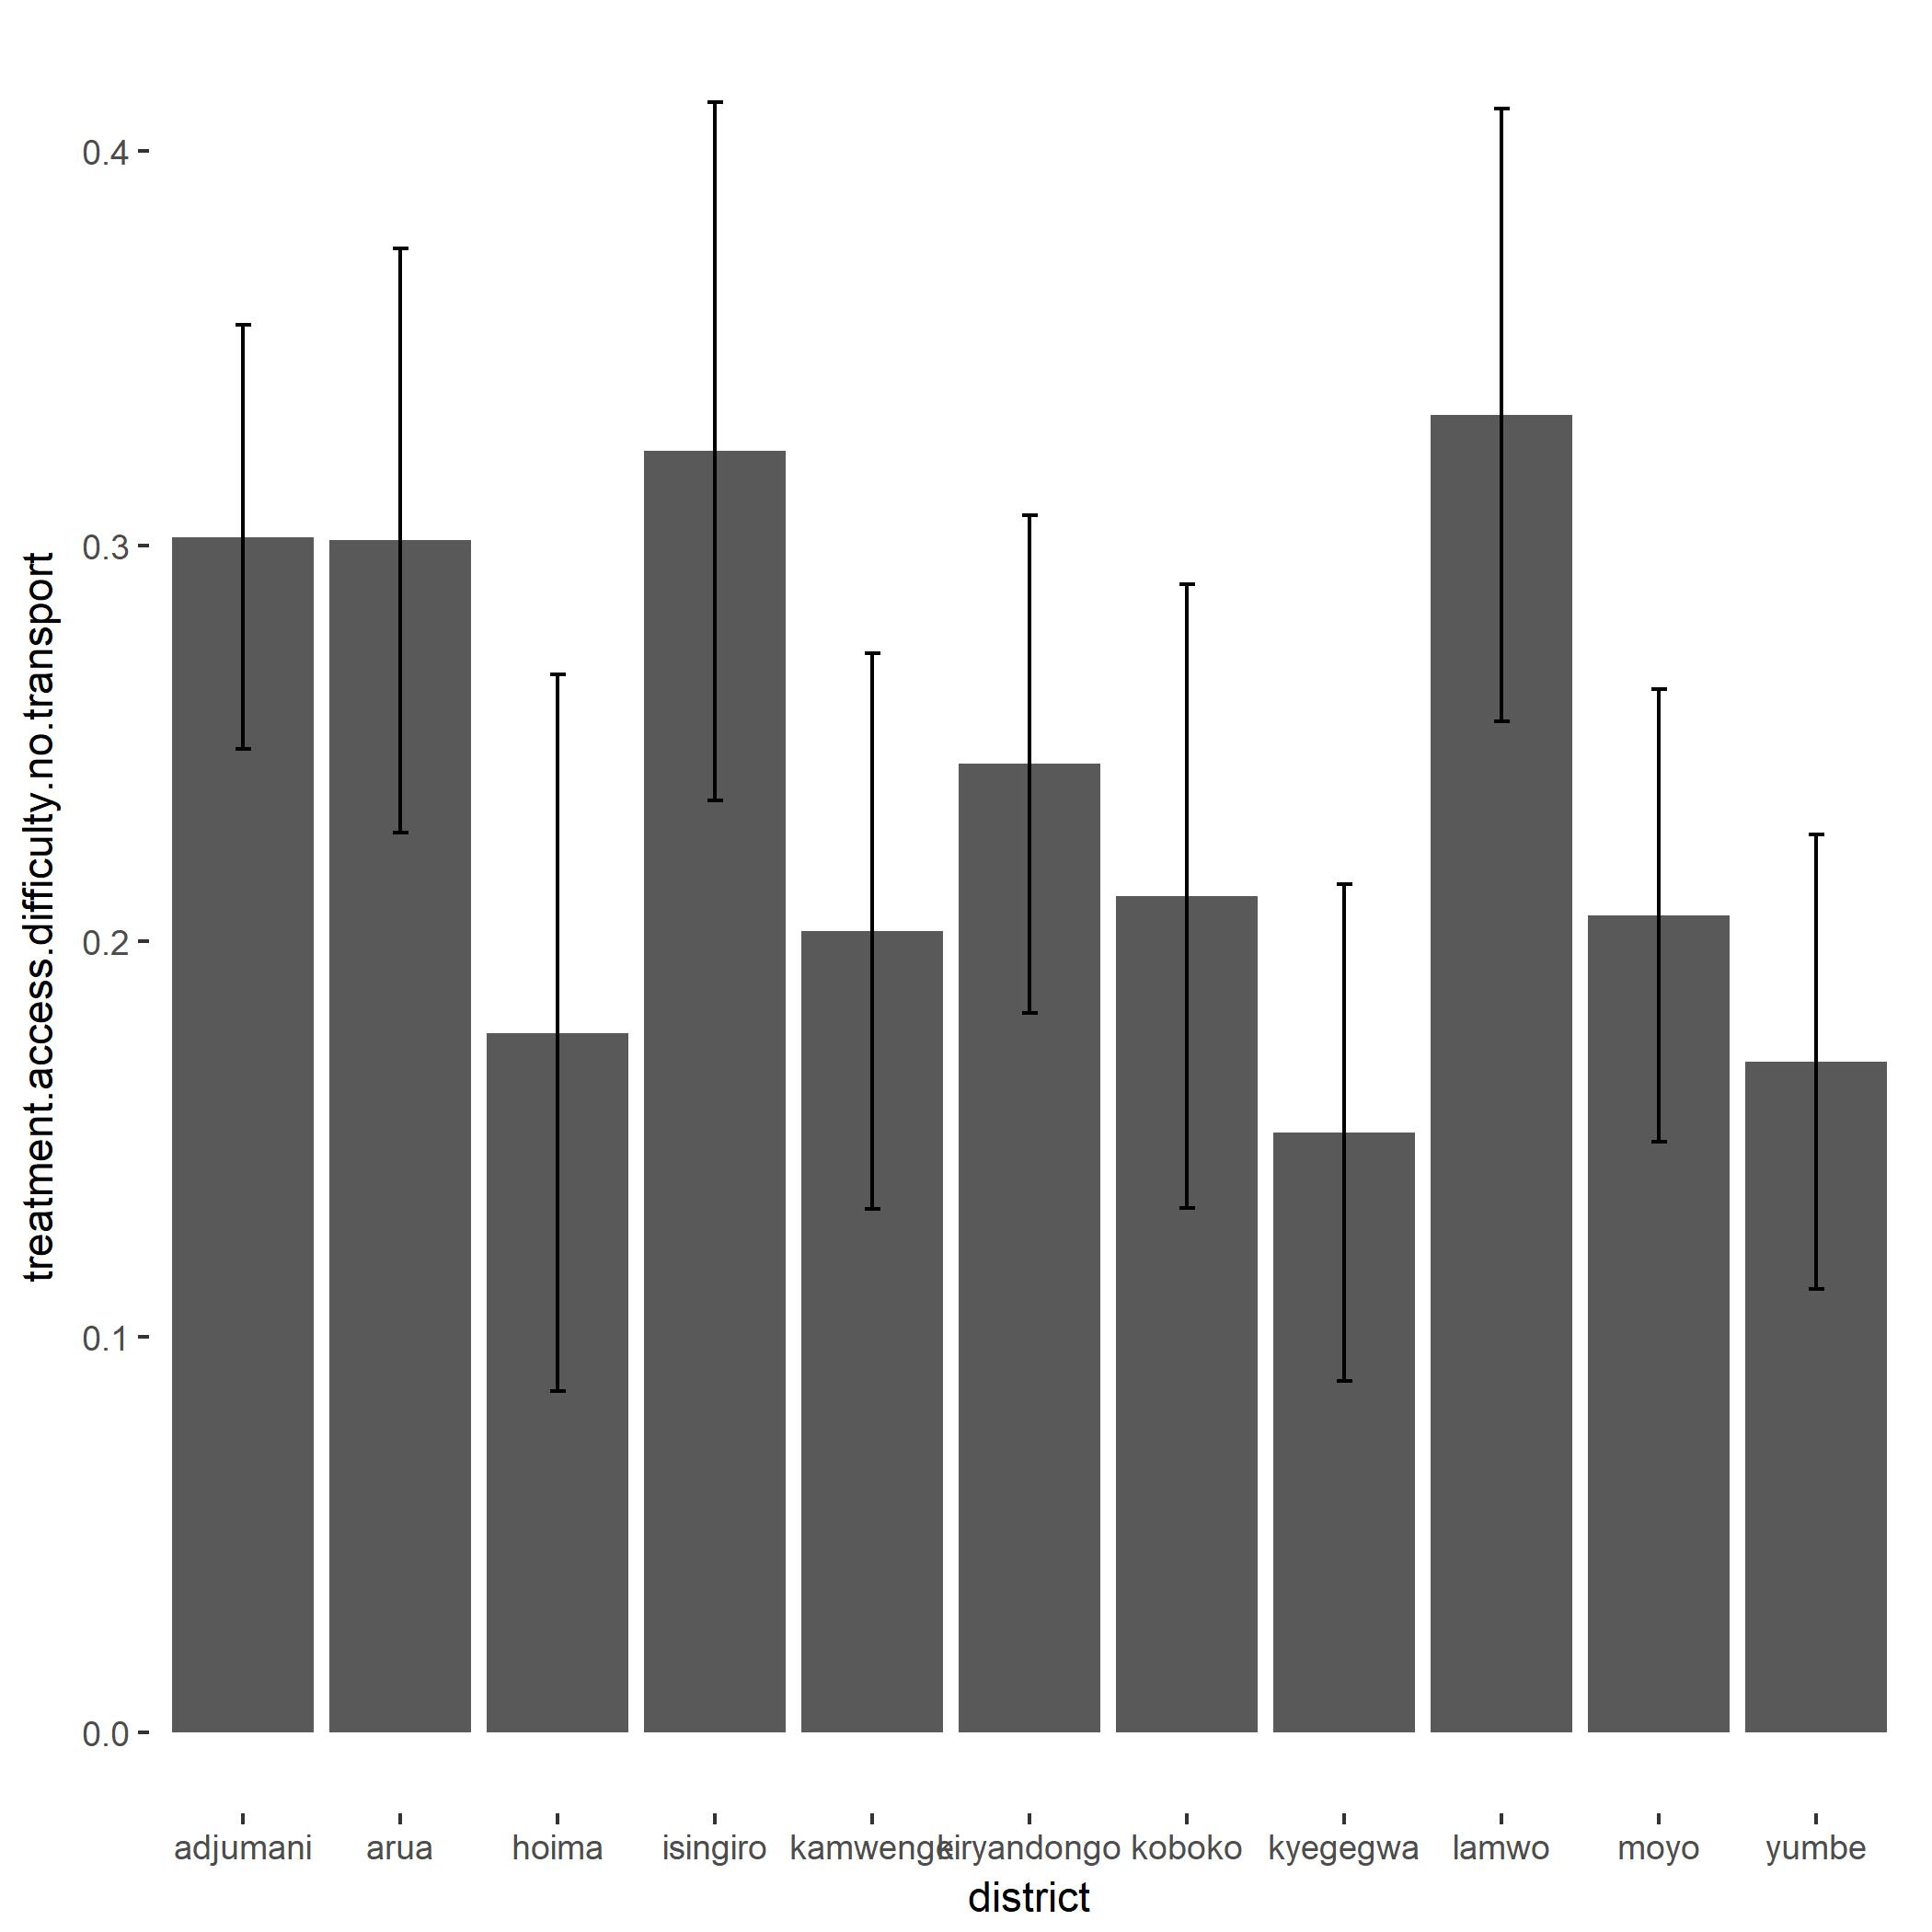 treatment.access.difficulty.no.transport
0.4
0.3
0.2
0.1
0.0
adjumani arua hoima isingiro kamwenge kiryandongo koboko kyegegwa lamwo moyo yumbe
district